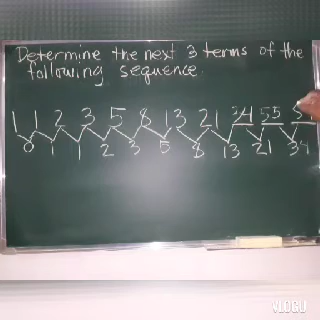 Determine the next 3 terms of the
following sequence.
1 1 2 3 5 8 13 21 34 55
0 1 1 2 3 5 8 13 21 34
VLOGU